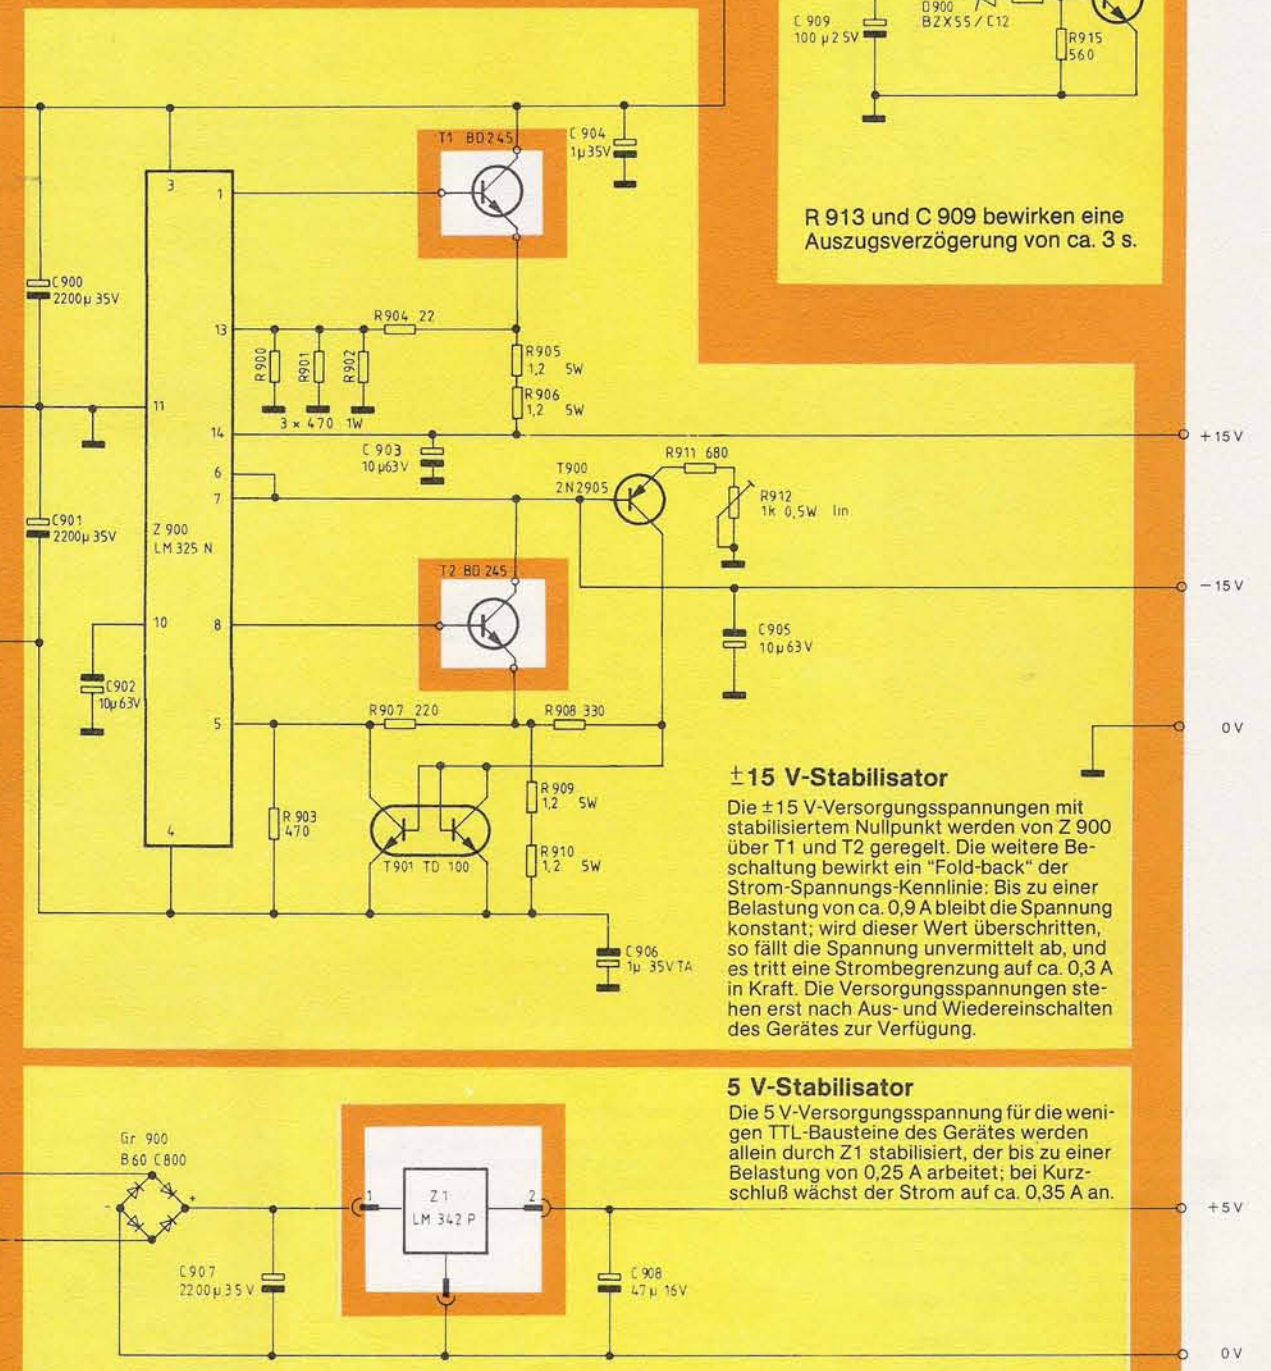 C 909
100 µ 25V
D900
BZX55/C12
R915
560
R 913 und C 909 bewirken eine
Auszugsverzögerung von ca. 3 s.
T1 BD245
C 904
1µ35V
3
1
C900
2200µ 35V
13
R904 22
R900
R901
R902
3 x 470 1W
R905
1,2 5W
R906
1,2 5W
11
14
+15V
C 903
10µ63V
6
7
T900
2N2905
R911 680
R912
1k 0,5W lin
C901
2200µ 35V
Z 900
LM 325 N
T2 BD 245
−15V
10
8
C905
10µ63V
C902
10µ63V
5
R907 220
R908 330
0V
R 903
470
R909
1,2 5W
R910
1,2 5W
4
T901 TD 100
C906
1µ 35V TA
±15 V-Stabilisator
Die ±15 V-Versorgungsspannungen mit
stabilisiertem Nullpunkt werden von Z 900
über T1 und T2 geregelt. Die weitere Be-
schaltung bewirkt ein “Fold-back“ der
Strom-Spannungs-Kennlinie: Bis zu einer
Belastung von ca. 0,9 A bleibt die Spannung
konstant; wird dieser Wert überschritten,
so fällt die Spannung unvermittelt ab, und
es tritt eine Strombegrenzung auf ca. 0,3 A
in Kraft. Die Versorgungsspannungen ste-
hen erst nach Aus- und Wiedereinschalten
des Gerätes zur Verfügung.
5 V-Stabilisator
Die 5 V-Versorgungsspannung für die weni-
gen TTL-Bausteine des Gerätes werden
allein durch Z1 stabilisiert, der bis zu einer
Belastung von 0,25 A arbeitet; bei Kurz-
schluß wächst der Strom auf ca. 0,35 A an.
Gr 900
B60 C800
-
+
1
Z1
LM 342 P
2
+5V
C907
2200µ35V
C 908
47µ 16V
0V